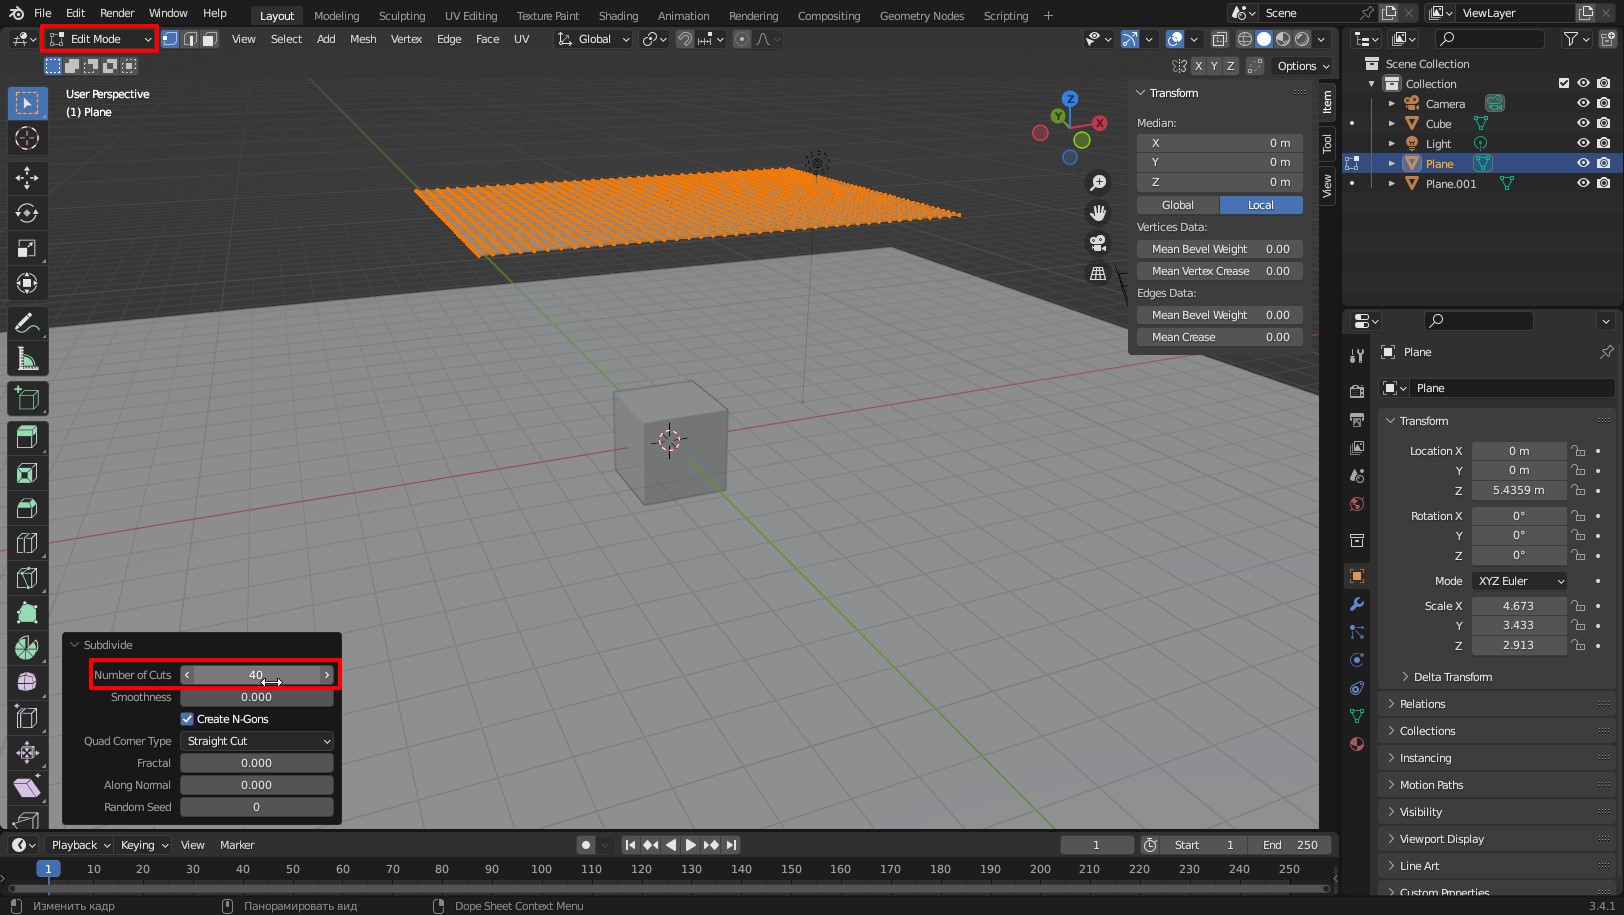 File Edit Render Window Help Layout Modeling Sculpting UV Editing Texture Paint Shading Animation Rendering Compositing Geometry Nodes Scripting + Scene ViewLayer
Edit Mode View Select Add Mesh Vertex Edge Face UV Global
X Y Z Options
User Perspective
(1) Plane
Z
Y
X
Transform
Median:
X 0 m
Y 0 m
Z 0 m
Global Local
Vertices Data:
Mean Bevel Weight 0.00
Mean Vertex Crease 0.00
Edges Data:
Mean Bevel Weight 0.00
Mean Crease 0.00
Item
Tool
View
Scene Collection
Collection
Camera
Cube
Light
Plane
Plane.001
Plane
Plane
Transform
Location X 0 m
Y 0 m
Z 5.4359 m
Rotation X 0°
Y 0°
Z 0°
Mode XYZ Euler
Scale X 4.673
Y 3.433
Z 2.913
Delta Transform
Relations
Collections
Instancing
Motion Paths
Visibility
Viewport Display
Line Art
Custom Properties
Subdivide
Number of Cuts 40
Smoothness 0.000
Create N-Gons
Quad Corner Type Straight Cut
Fractal 0.000
Along Normal 0.000
Random Seed 0
Playback Keying View Marker 1 Start 1 End 250
1 10 20 30 40 50 60 70 80 90 100 110 120 130 140 150 160 170 180 190 200 210 220 230 240 250
Изменить кадр Панорамировать вид Dope Sheet Context Menu 3.4.1